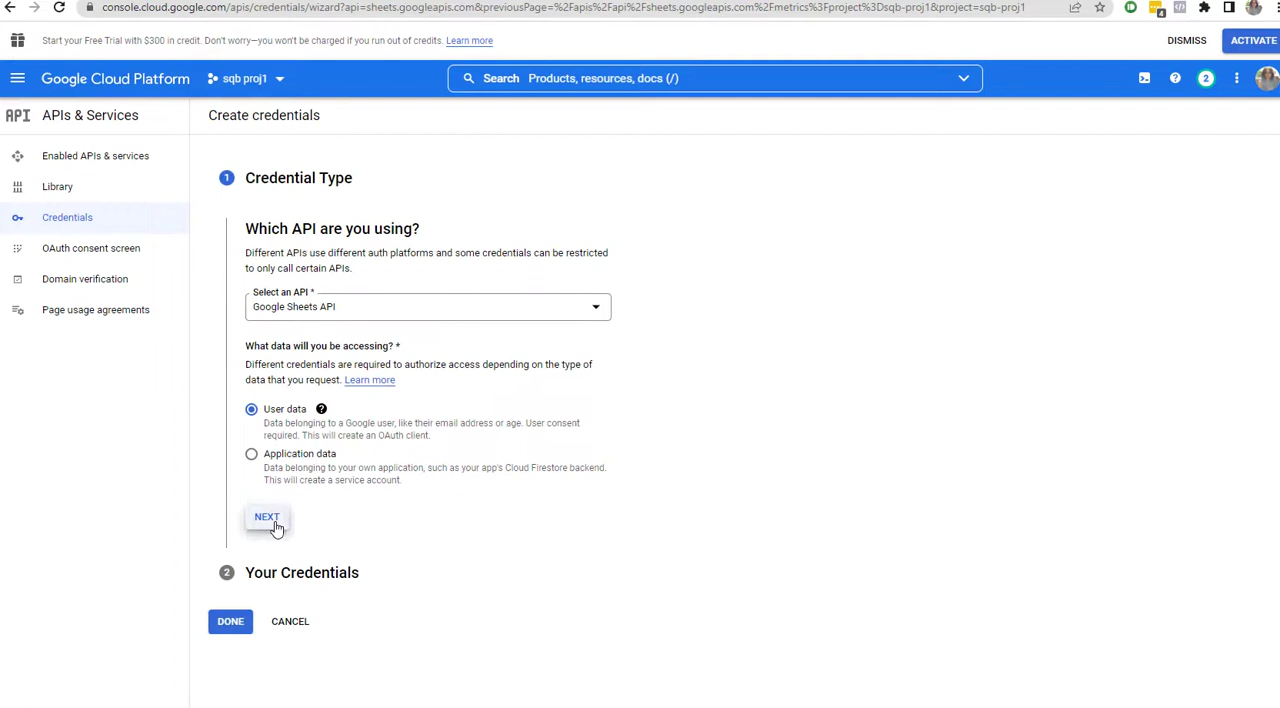 console.cloud.google.com/apis/credentials/wizard?api=sheets.googleapis.com&previousPage=%2Fapis%2Fapi%2Fsheets.googleapis.com%2Fmetrics%3Fproject%3Dsqb-proj1&project=sqb-proj1
4
Start your Free Trial with $300 in credit. Don't worry—you won't be charged if you run out of credits. Learn more
DISMISS
ACTIVATE
Google Cloud Platform
sqb proj1
Search Products, resources, docs (/)
2
API APIs & Services
Create credentials
Enabled APIs & services
Library
Credentials
OAuth consent screen
Domain verification
Page usage agreements
1 Credential Type
Which API are you using?
Different APIs use different auth platforms and some credentials can be restricted
to only call certain APIs.
Select an API *
Google Sheets API
What data will you be accessing? *
Different credentials are required to authorize access depending on the type of
data that you request. Learn more
User data
Data belonging to a Google user, like their email address or age. User consent
required. This will create an OAuth client.
Application data
Data belonging to your own application, such as your app's Cloud Firestore backend.
This will create a service account.
NEXT
2 Your Credentials
DONE
CANCEL